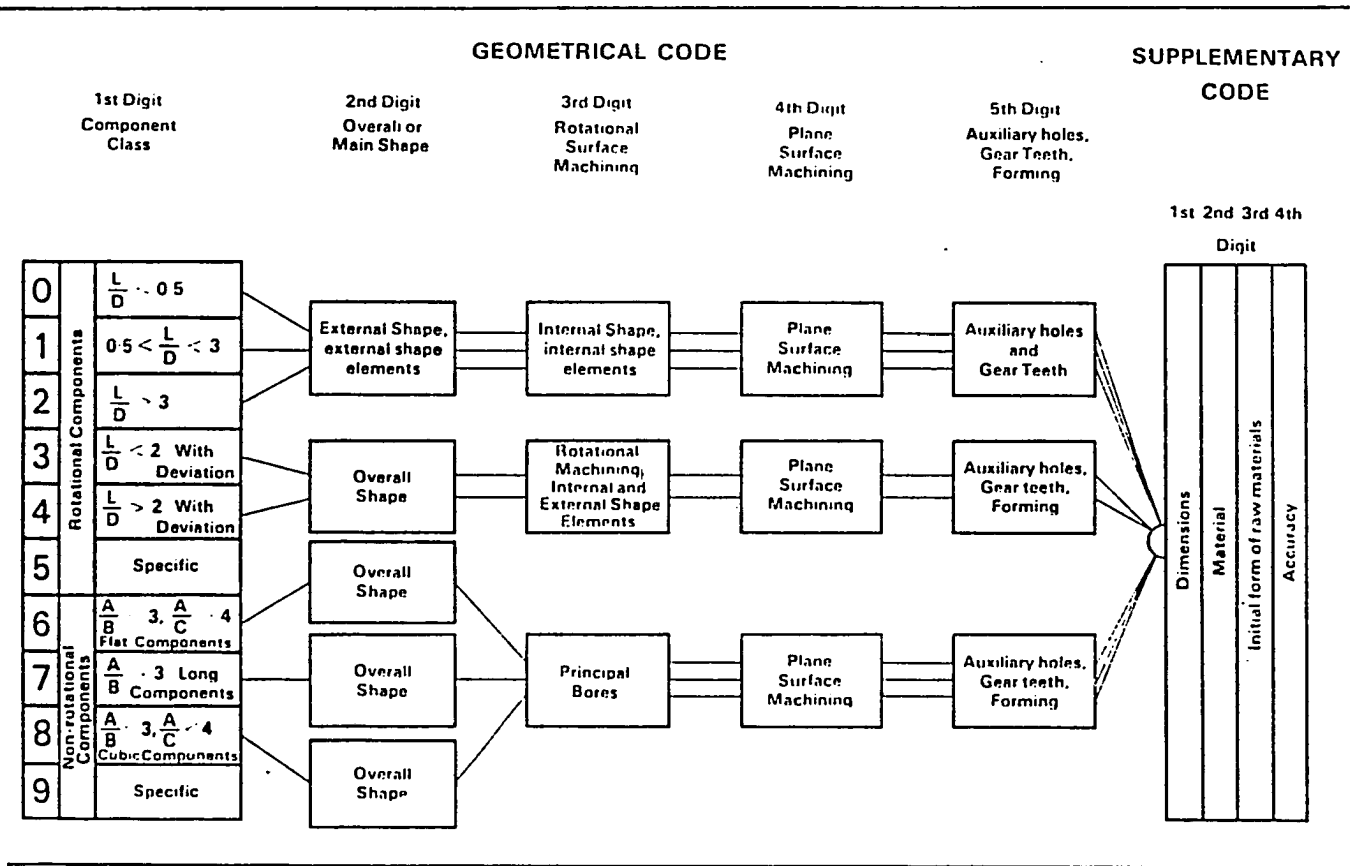 GEOMETRICAL CODE
SUPPLEMENTARY
CODE
1st Digit
Component
Class
2nd Digit
Overall or
Main Shape
3rd Digit
Rotational
Surface
Machining
4th Digit
Plane
Surface
Machining
5th Digit
Auxiliary holes,
Gear Teeth,
Forming
1st 2nd 3rd 4th
Digit
0
1
2
3
4
5
6
7
8
9
Rotational Components
Non-rotational
Components
L/D 0 5
0·5 < L/D < 3
L/D > 3
L/D < 2 With
Deviation
L/D > 2 With
Deviation
Specific
A/B 3, A/C 4
Flat Components
A/B 3 Long
Components
A/B 3, A/C 4
Cubic Components
Specific
External Shape,
external shape
elements
Internal Shape,
internal shape
elements
Plane
Surface
Machining
Auxiliary holes
and
Gear Teeth
Overall
Shape
Rotational
Machining,
Internal and
External Shape
Elements
Plane
Surface
Machining
Auxiliary holes,
Gear teeth,
Forming
Overall
Shape
Overall
Shape
Overall
Shape
Principal
Bores
Plane
Surface
Machining
Auxiliary holes,
Gear teeth,
Forming
Dimensions
Material
Initial form of raw materials
Accuracy